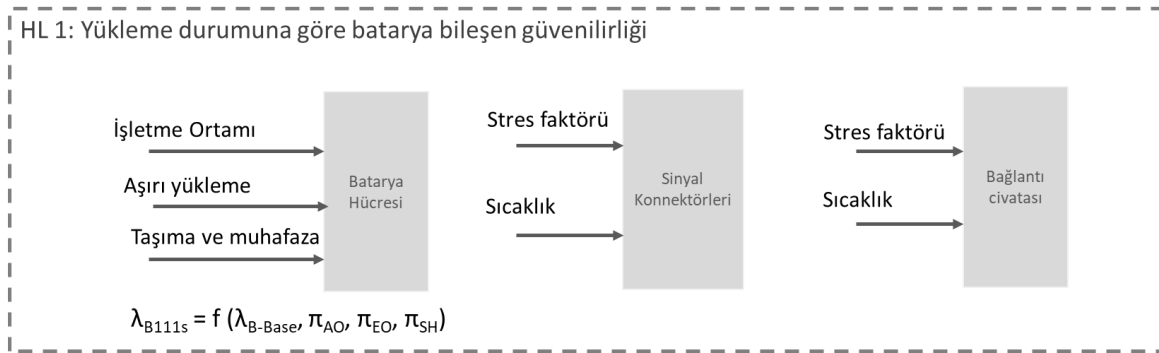 HL 1: Yükleme durumuna göre batarya bileşen güvenilirliği
İşletme Ortamı
Aşırı yükleme
Taşıma ve muhafaza
Batarya
Hücresi
Stres faktörü
Sıcaklık
Sinyal
Konnektörleri
Stres faktörü
Sıcaklık
Bağlantı
civatası
λB111s = f (λB-Base, πAO, πEO, πSH)